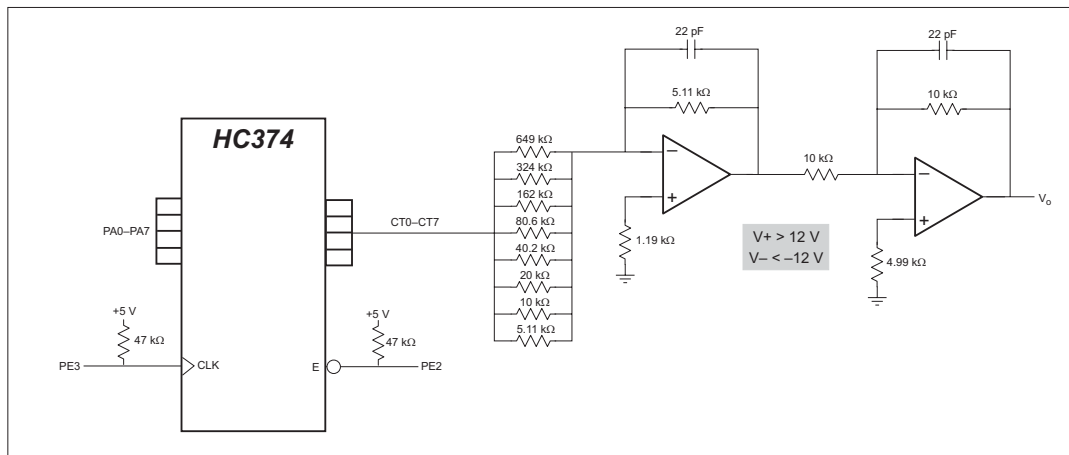 22 pF
22 pF
5.11 kΩ
10 kΩ
HC374
649 kΩ
324 kΩ
162 kΩ
80.6 kΩ
40.2 kΩ
20 kΩ
10 kΩ
5.11 kΩ
–
+
10 kΩ
–
+
Vo
PA0–PA7
CT0–CT7
1.19 kΩ
V+ > 12 V
V– < –12 V
4.99 kΩ
+5 V
47 kΩ
+5 V
47 kΩ
PE3
CLK
E
PE2